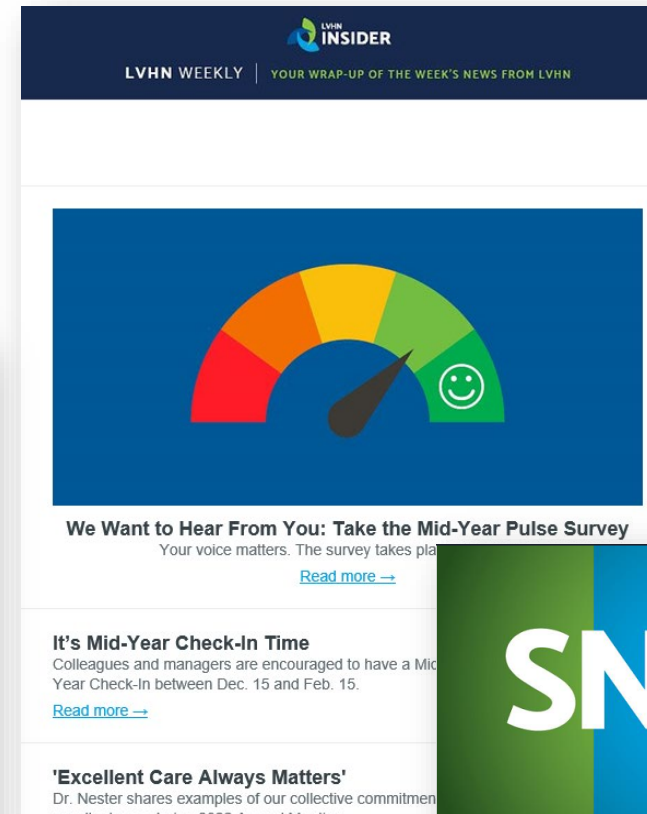 LVHN
INSIDER
LVHN WEEKLY | YOUR WRAP-UP OF THE WEEK'S NEWS FROM LVHN
We Want to Hear From You: Take the Mid-Year Pulse Survey
Your voice matters. The survey takes
Read more →
It's Mid-Year Check-In Time
Colleagues and managers are encouraged to have a
Year Check-In between Dec. 15 and Feb. 15.
Read more →
'Excellent Care Always Matters'
Dr. Nester shares examples of our collective
SN